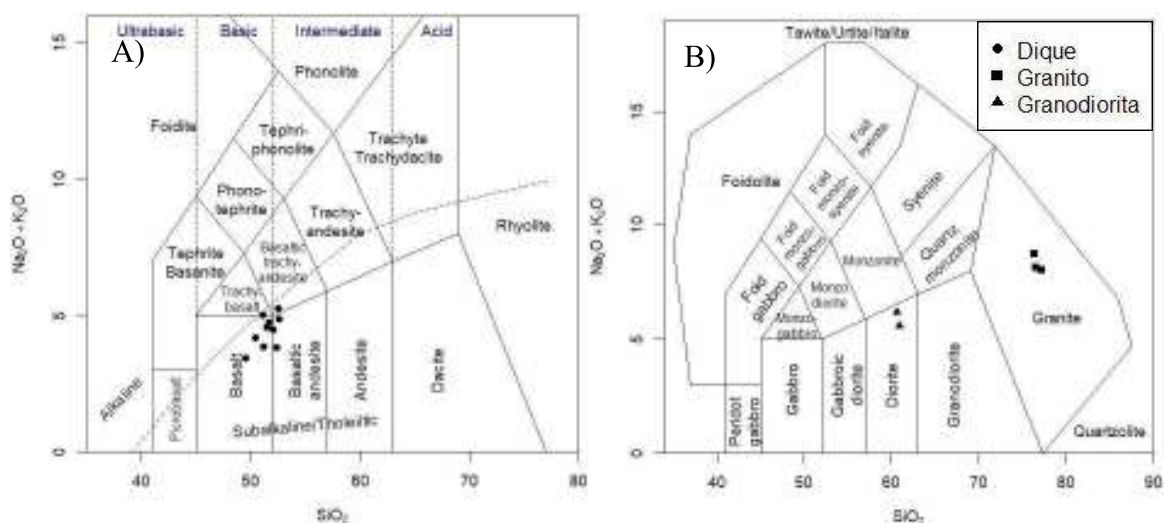 A)
Ultrabasic
Basic
Intermediate
Acid
Phonolite
Foidite
Tephri-
phonolite
Trachyte
Trachydacite
Phono-
tephrite
Trachy-
andesite
Rhyolite
Tephrite
Basanite
Basaltic
trachy-
andesite
Trachy-
basalt
Alkaline
Picrobasalt
Basalt
Basaltic
andesite
Andesite
Dacite
Subalkaline/Tholeiitic
Na₂O + K₂O
0
5
10
15
40
50
60
70
80
SiO₂
B)
Tawite/Urtite/Italite
Foidolite
Foid
syenite
Foid
monzo-
syenite
Syenite
Foid
monzo-
gabbro
Quartz
monzonite
Monzonite
Foid
gabbro
Monzo
diorite
Monzo-
gabbro
Granite
Peridot
gabbro
Gabbro
Gabbroic
diorite
Diorite
Granodiorite
Quartzolite
Na₂O + K₂O
0
5
10
15
40
50
60
70
80
90
SiO₂
Dique
Granito
Granodiorita